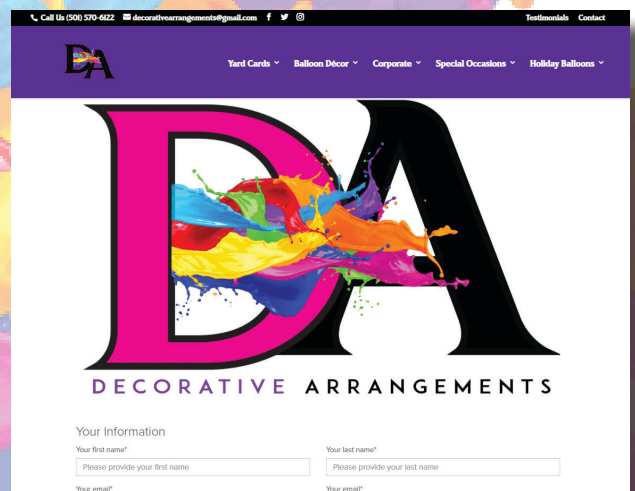 Call Us (501) 570-6122 decorativearrangements@gmail.com Testimonials Contact
DA Yard Cards Balloon Décor Corporate Special Occasions Holiday Balloons
DA
DECORATIVE ARRANGEMENTS
Your Information
Your first name* Your last name*
Please provide your first name Please provide your last name
Your email* Your email*